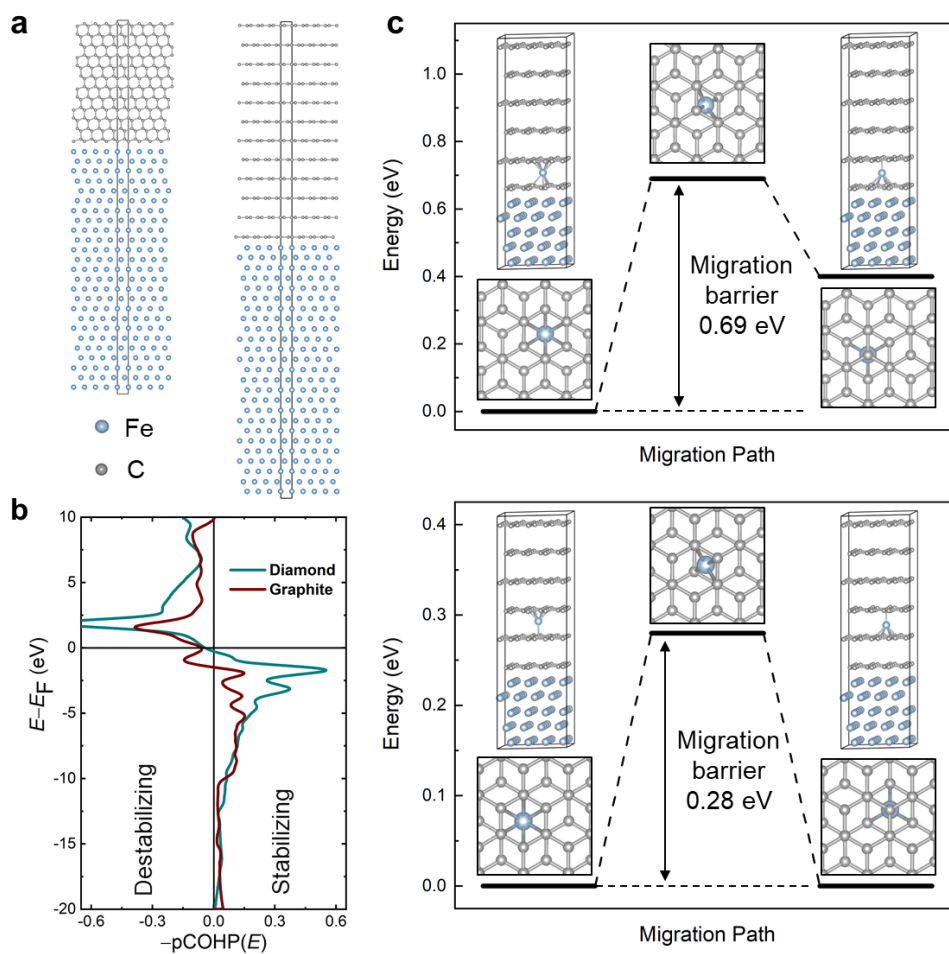 a
Fe
C
b
10
5
0
-5
-10
-15
-20
E–EF (eV)
Diamond
Graphite
Destabilizing
Stabilizing
-0.6
-0.3
0.0
0.3
0.6
–pCOHP(E)
c
1.0
0.8
0.6
0.4
0.2
0.0
Energy (eV)
Migration
barrier
0.69 eV
Migration Path
0.4
0.3
0.2
0.1
0.0
Energy (eV)
Migration
barrier
0.28 eV
Migration Path